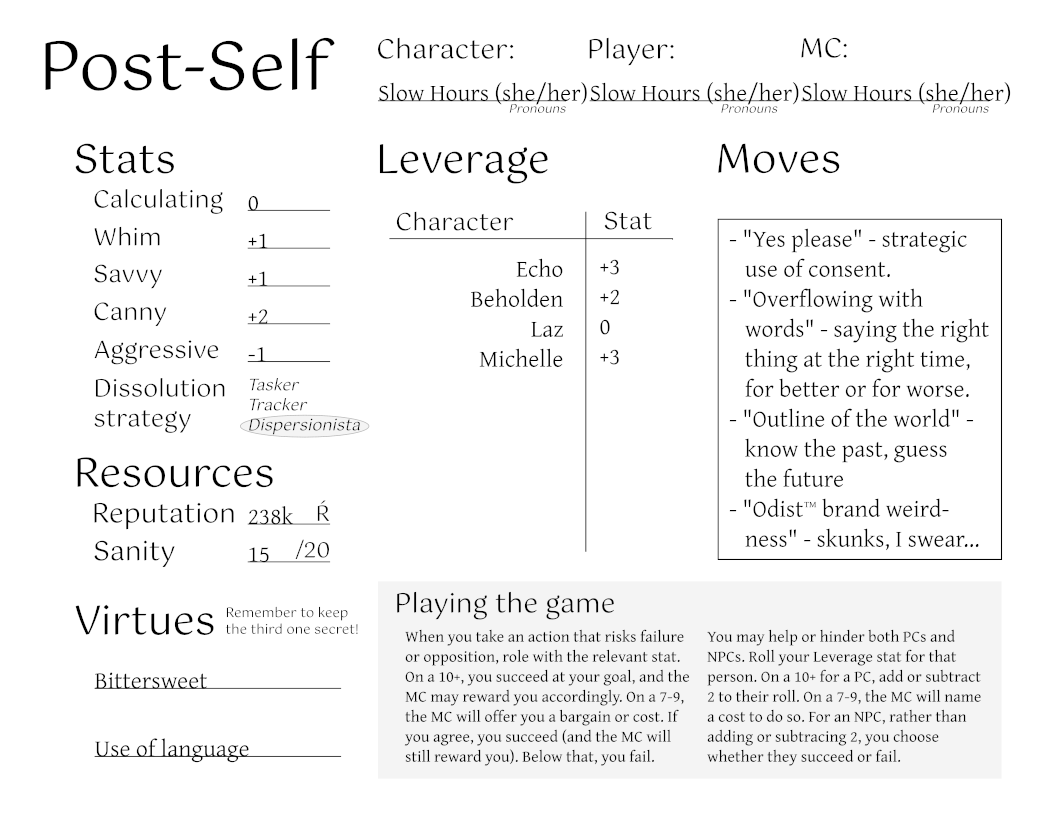 Post-Self
Character:
Player:
MC:
Slow Hours (she/her)
Pronouns
Slow Hours (she/her)
Pronouns
Slow Hours (she/her)
Pronouns
Stats
Calculating 0
Whim +1
Savvy +1
Canny +2
Aggressive -1
Dissolution
strategy
Tasker
Tracker
Dispersionista
Resources
Reputation 238k Ŕ
Sanity 15 /20
Virtues
Remember to keep
the third one secret!
Bittersweet
Use of language
Leverage
Character Stat
Echo +3
Beholden +2
Laz 0
Michelle +3
Moves
- "Yes please" - strategic
use of consent.
- "Overflowing with
words" - saying the right
thing at the right time,
for better or for worse.
- "Outline of the world" -
know the past, guess
the future
- "Odist™ brand weird-
ness" - skunks, I swear...
Playing the game
When you take an action that risks failure
or opposition, role with the relevant stat.
On a 10+, you succeed at your goal, and the
MC may reward you accordingly. On a 7-9,
the MC will offer you a bargain or cost. If
you agree, you succeed (and the MC will
still reward you). Below that, you fail.
You may help or hinder both PCs and
NPCs. Roll your Leverage stat for that
person. On a 10+ for a PC, add or subtract
2 to their roll. On a 7-9, the MC will name
a cost to do so. For an NPC, rather than
adding or subtracing 2, you choose
whether they succeed or fail.